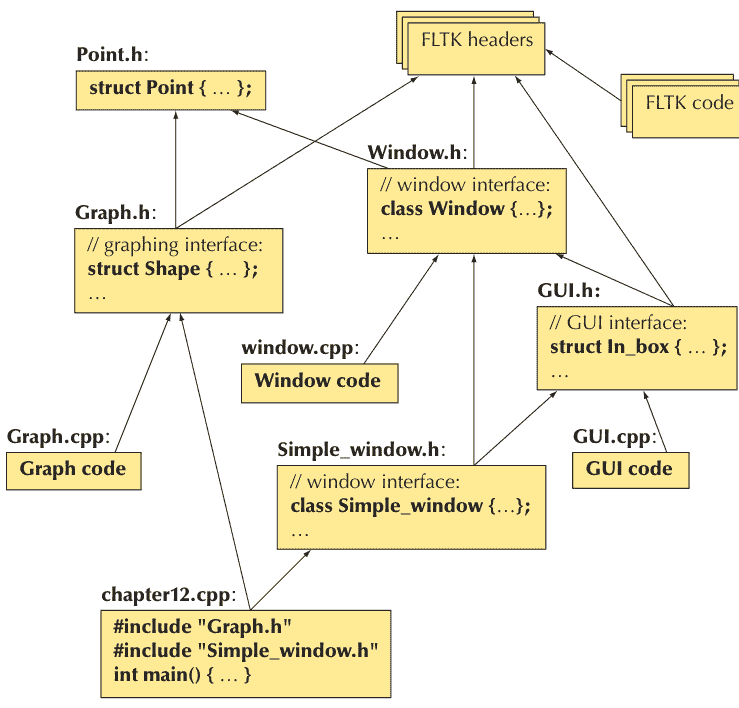 FLTK headers
Point.h:
struct Point { … };
FLTK code
Window.h:
// window interface:
class Window {…};
…
Graph.h:
// graphing interface:
struct Shape { … };
…
GUI.h:
// GUI interface:
struct In_box { … };
…
window.cpp:
Window code
Graph.cpp:
Graph code
Simple_window.h:
// window interface:
class Simple_window {…};
…
GUI.cpp:
GUI code
chapter12.cpp:
#include "Graph.h"
#include "Simple_window.h"
int main() { … }